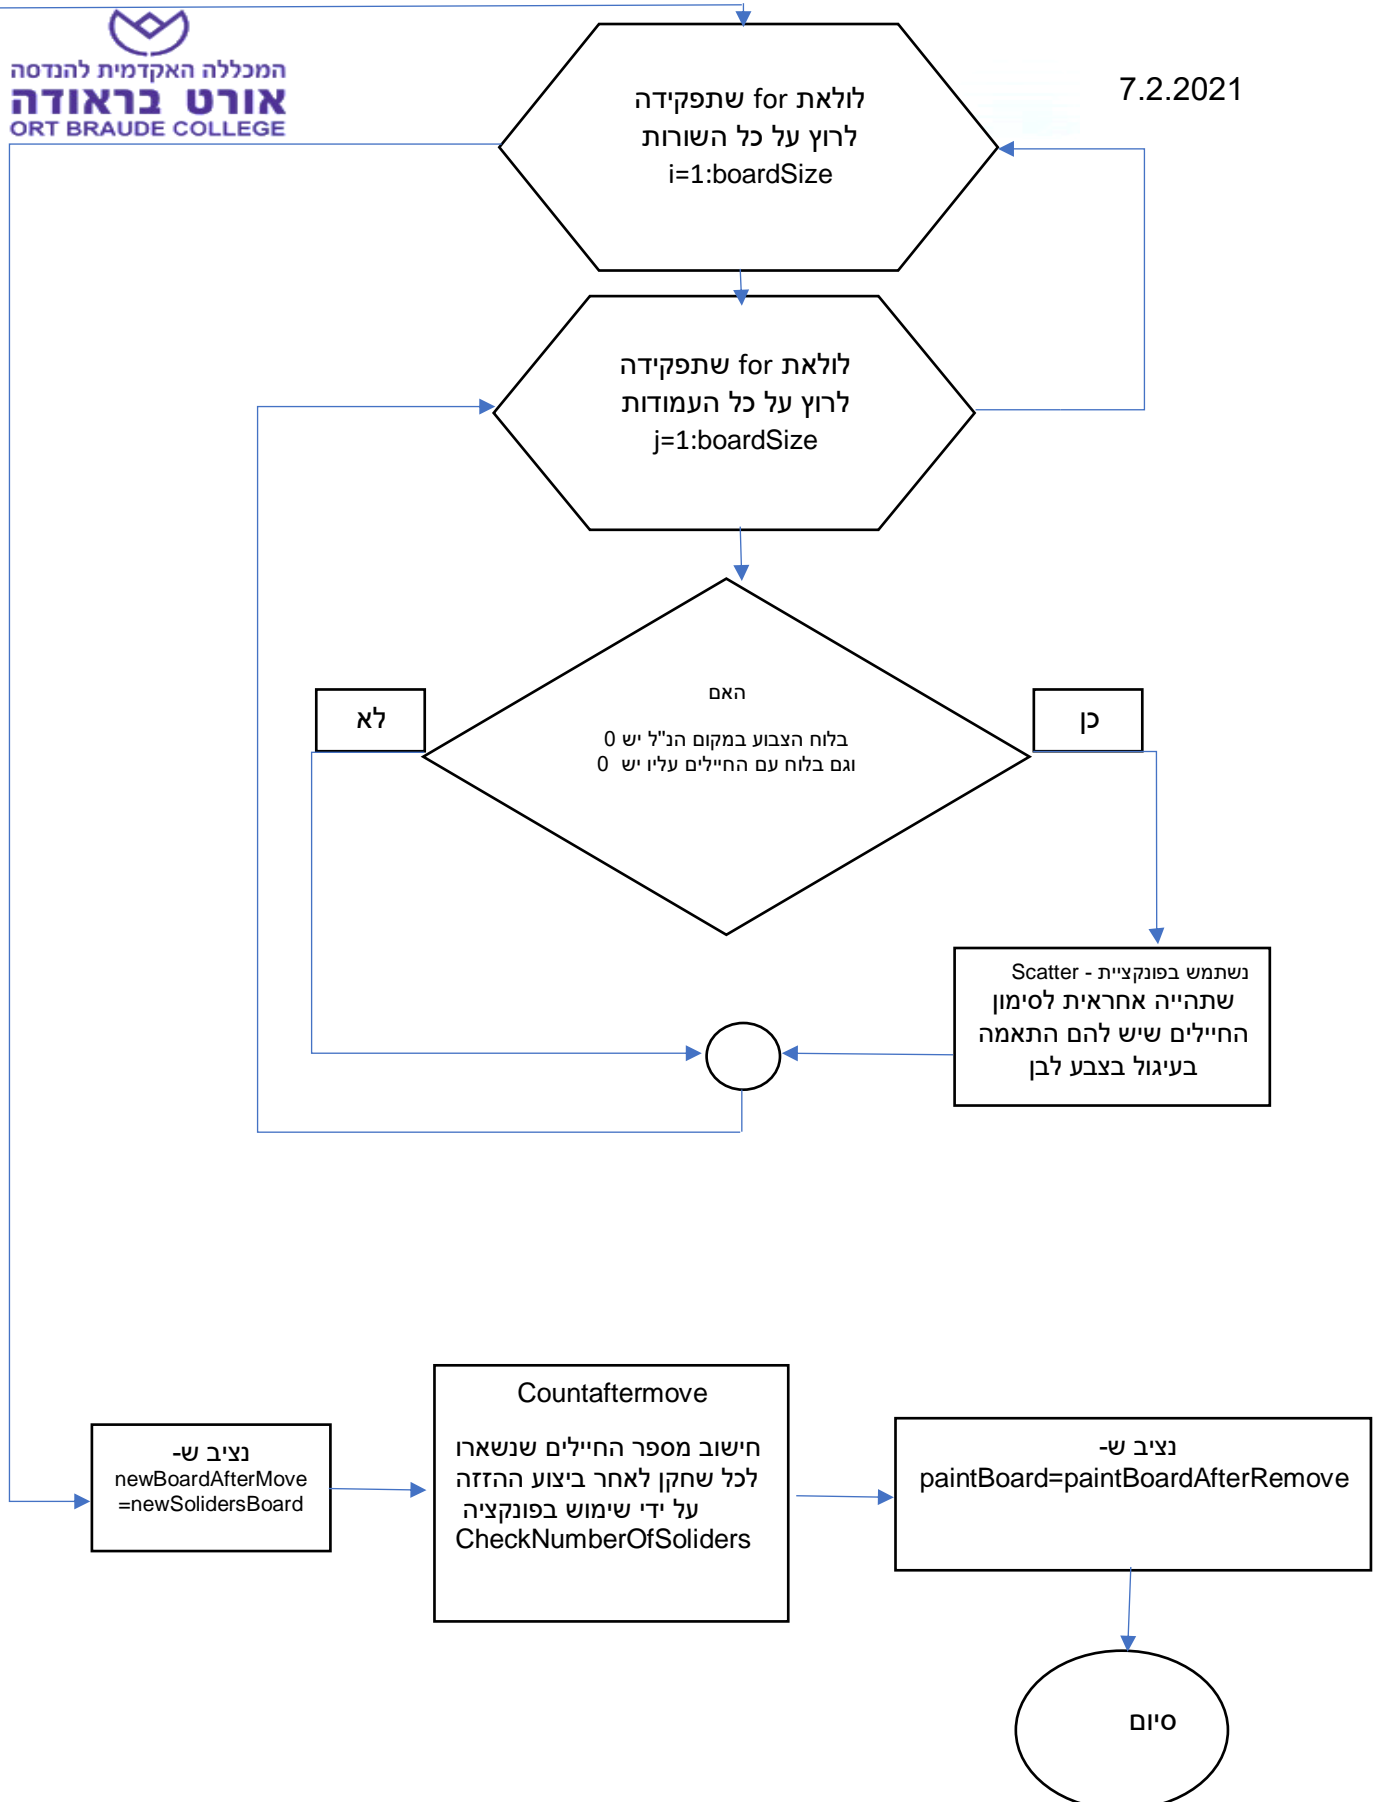 המכללה האקדמית להנדסה
אורט בראודה
ORT BRAUDE COLLEGE
7.2.2021
לולאת for שתפקידה
לרוץ על כל השורות
i=1:boardSize
לולאת for שתפקידה
לרוץ על כל העמודות
j=1:boardSize
האם
בלוח הצבוע במקום הנ"ל יש 0
וגם בלוח עם החיילים עליו יש 0
כן
לא
נשתמש בפונקציית - Scatter
שתהייה אחראית לסימון
החיילים שיש להם התאמה
בעיגול בצבע לבן
נציב ש-
newBoardAfterMove
=newSolidersBoard
Countaftermove
חישוב מספר החיילים שנשארו
לכל שחקן לאחר ביצוע ההזזה
על ידי שימוש בפונקציה
CheckNumberOfSoliders
נציב ש-
paintBoard=paintBoardAfterRemove
סיום